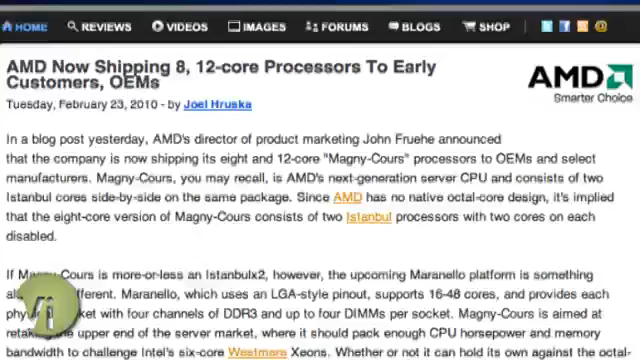 HOME REVIEWS VIDEOS IMAGES FORUMS BLOGS SHOP
AMD Now Shipping 8, 12-core Processors To Early
Customers, OEMs
AMD
Smarter Choice
Tuesday, February 23, 2010 - by Joel Hruska
In a blog post yesterday, AMD's director of product marketing John Fruehe announced
that the company is now shipping its eight and 12-core "Magny-Cours" processors to OEMs and select
manufacturers. Magny-Cours, you may recall, is AMD's next-generation server CPU and consists of two
Istanbul cores side-by-side on the same package. Since AMD has no native octal-core design, it's implied
that the eight-core version of Magny-Cours consists of two Istanbul processors with two cores on each
disabled.
If Magny-Cours is more-or-less an Istanbulx2, however, the upcoming Maranello platform is something
different. Maranello, which uses an LGA-style pinout, supports 16-48 cores, and provides each
socket with four channels of DDR3 and up to four DIMMs per socket. Magny-Cours is aimed at
retaking the upper end of the server market, where it should pack enough CPU horsepower and memory
bandwidth to challenge Intel's six-core Westmere Xeons. Whether or not it can hold its own against the octal-